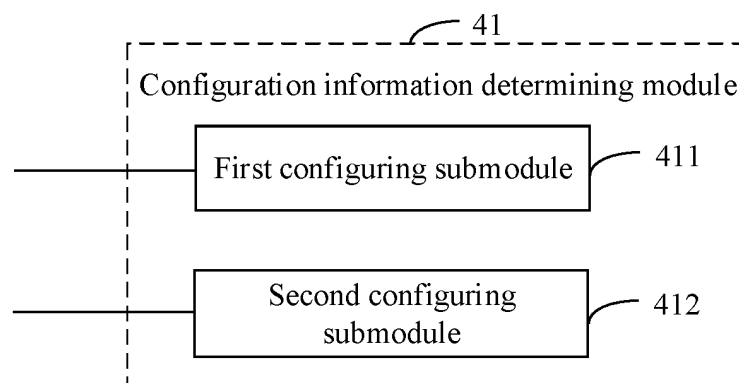 41
Configuration information determining module
First configuring submodule
411
Second configuring
submodule
412